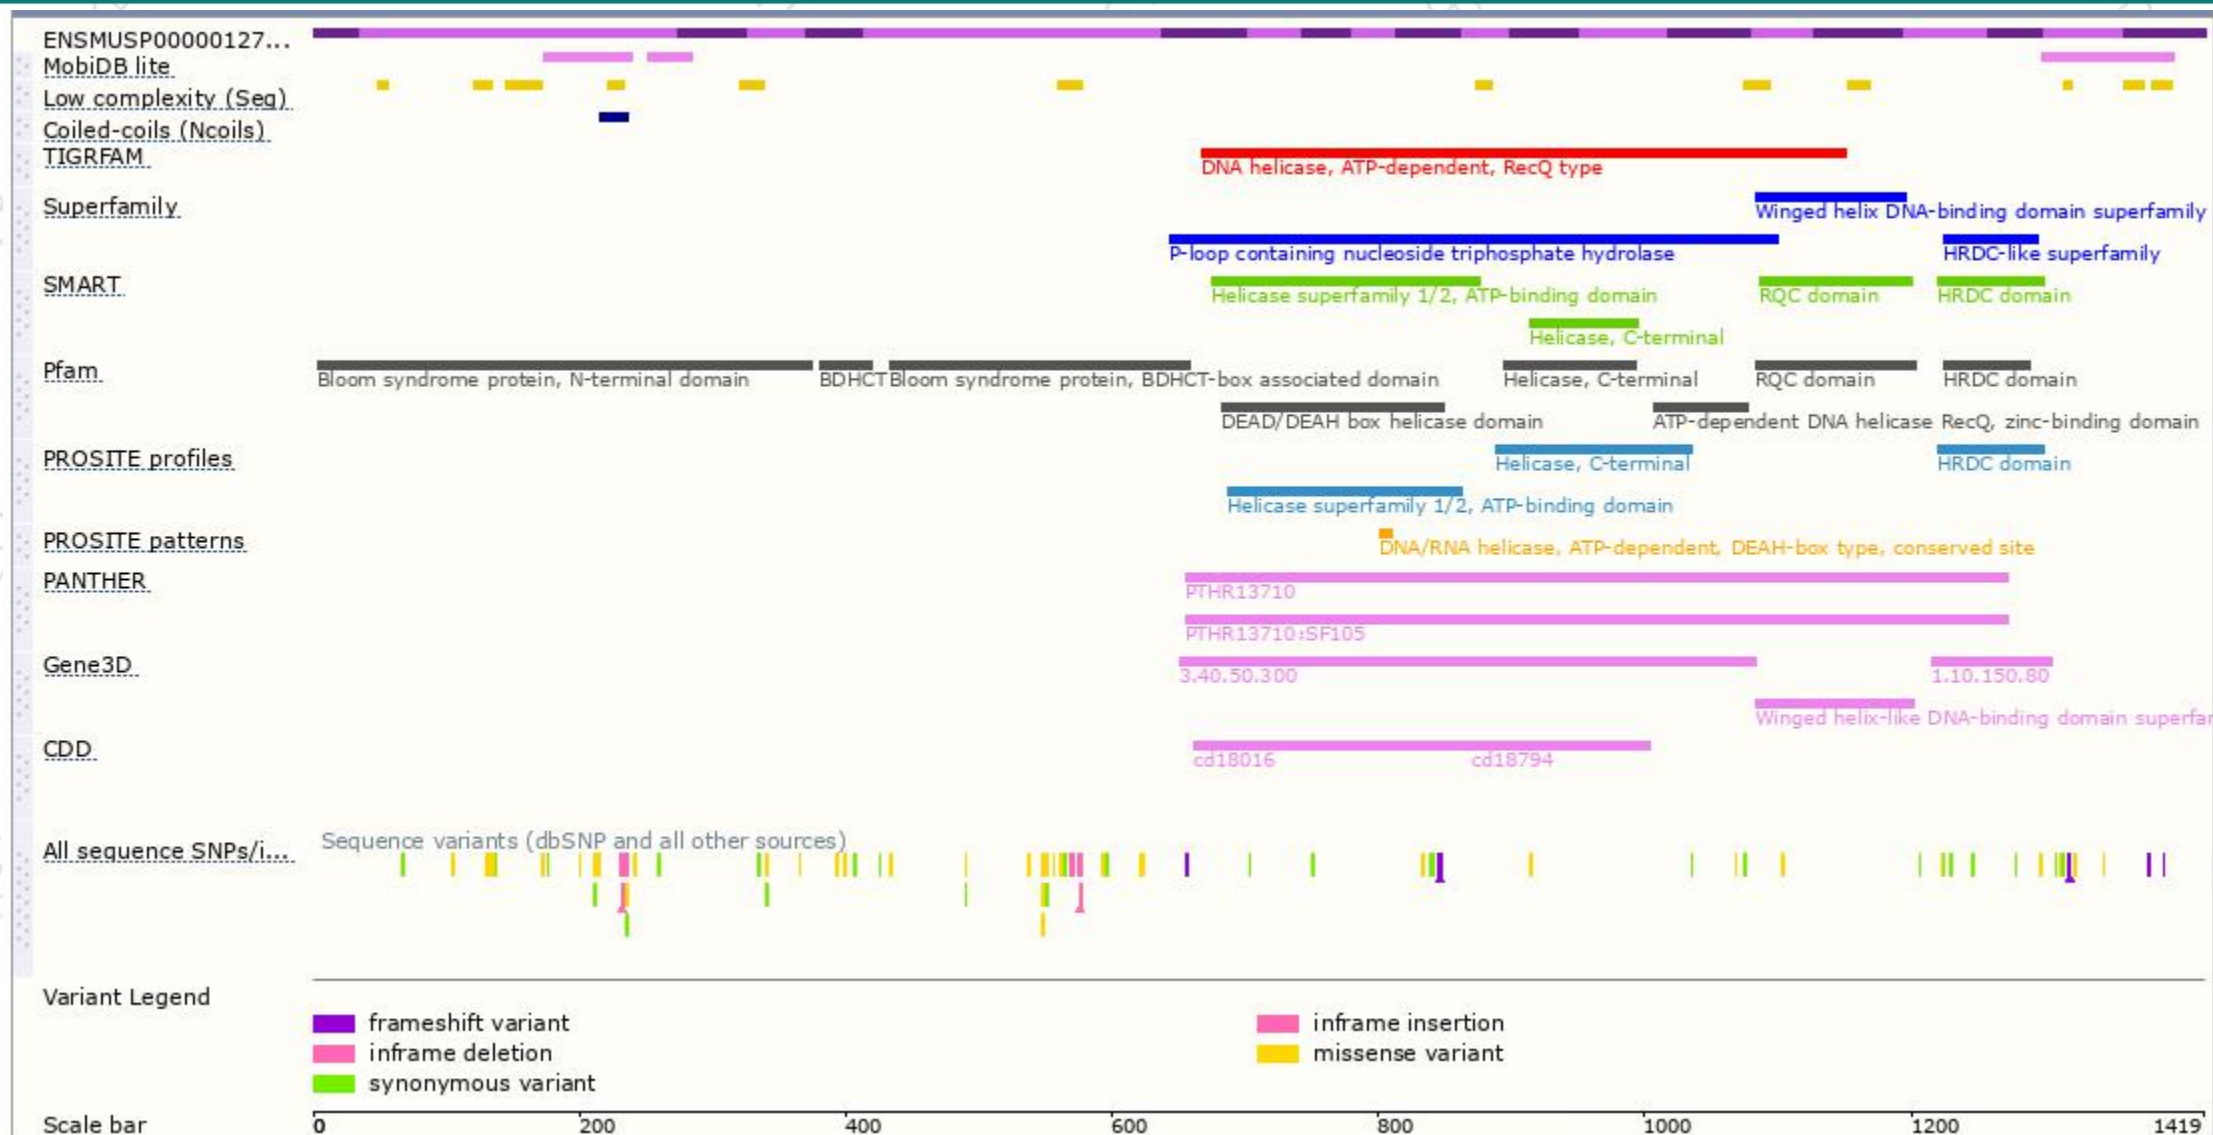 ENSMUSP00000127...
MobiDB lite
Low complexity (Seg)
Coiled-coils (Ncoils)
TIGRFAM
DNA helicase, ATP-dependent, RecQ type
Superfamily
Winged helix DNA-binding domain superfamily
P-loop containing nucleoside triphosphate hydrolase
HRDC-like superfamily
SMART
Helicase superfamily 1/2, ATP-binding domain
RQC domain
HRDC domain
Helicase, C-terminal
Pfam
Bloom syndrome protein, N-terminal domain
BDHCT
Bloom syndrome protein, BDHCT-box associated domain
Helicase, C-terminal
RQC domain
HRDC domain
DEAD/DEAH box helicase domain
ATP-dependent DNA helicase RecQ, zinc-binding domain
PROSITE profiles
Helicase, C-terminal
HRDC domain
Helicase superfamily 1/2, ATP-binding domain
PROSITE patterns
DNA/RNA helicase, ATP-dependent, DEAH-box type, conserved site
PANTHER
PTHR13710
PTHR13710:SF105
Gene3D
3.40.50.300
1.10.150.80
Winged helix-like DNA-binding domain superfar
CDD
cd18016
cd18794
Sequence variants (dbSNP and all other sources)
All sequence SNPs/i...
Variant Legend
frameshift variant
inframe insertion
inframe deletion
missense variant
synonymous variant
Scale bar
0
200
400
600
800
1000
1200
1419